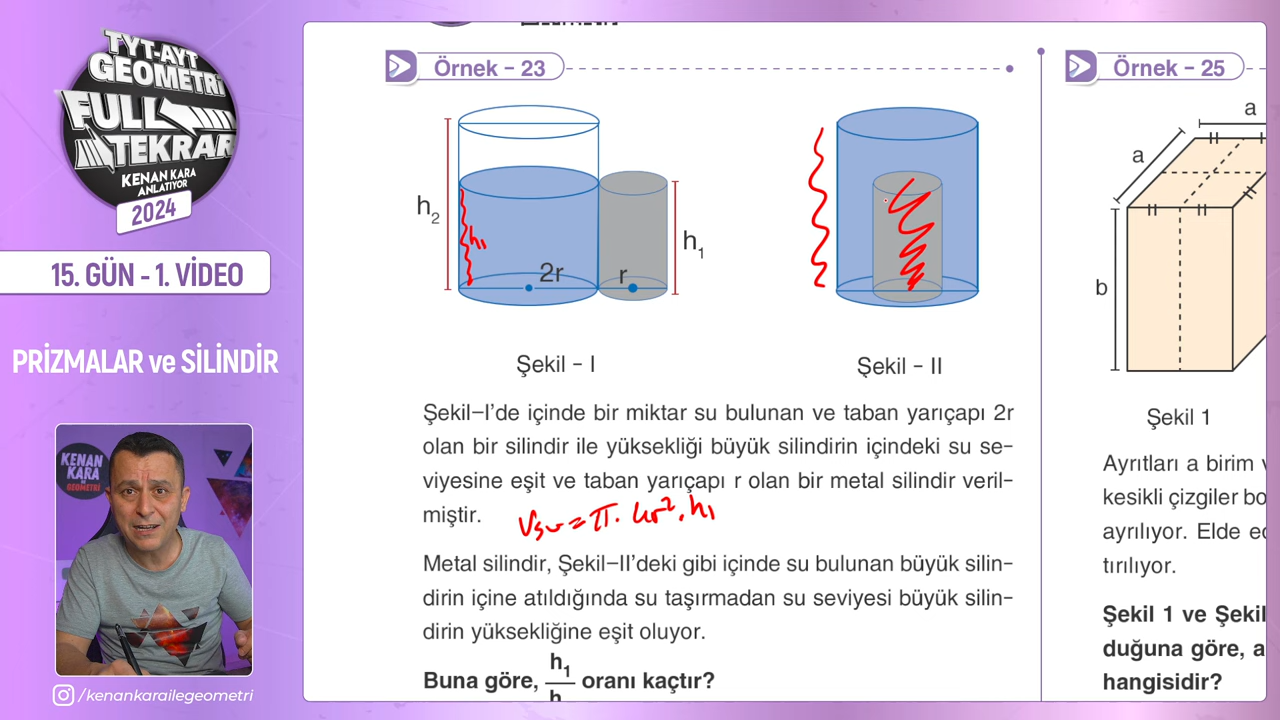 TYT-AYT
GEOMETRİ
FULL
TEKRAR
KENAN KARA
ANLATIYOR
2024
15. GÜN - 1. VİDEO
PRİZMALAR ve SİLİNDİR
KENAN
KARA
GEOMETRİ
/kenankarailegeometri
Örnek - 23
h₂
h₁
2r
r
h₁
Şekil - I
Şekil - II
Şekil-I'de içinde bir miktar su bulunan ve taban yarıçapı 2r
olan bir silindir ile yüksekliği büyük silindirin içindeki su se-
viyesine eşit ve taban yarıçapı r olan bir metal silindir veril-
miştir.
Vsu = π. 4r². h₁
Metal silindir, Şekil-II'deki gibi içinde su bulunan büyük silin-
dirin içine atıldığında su taşırmadan su seviyesi büyük silin-
dirin yüksekliğine eşit oluyor.
Buna göre, h₁/h oranı kaçtır?
Örnek - 25
a
a
b
Şekil 1
Ayrıtları a birim
kesikli çizgiler bo
ayrılıyor. Elde e
tırılıyor.
Şekil 1 ve Şekil
duğuna göre, a
hangisidir?